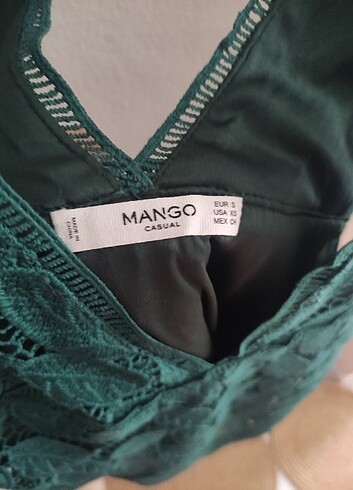 MANGO
CASUAL
EUR S
USA XS
MEX CH
MADE IN
CHINA